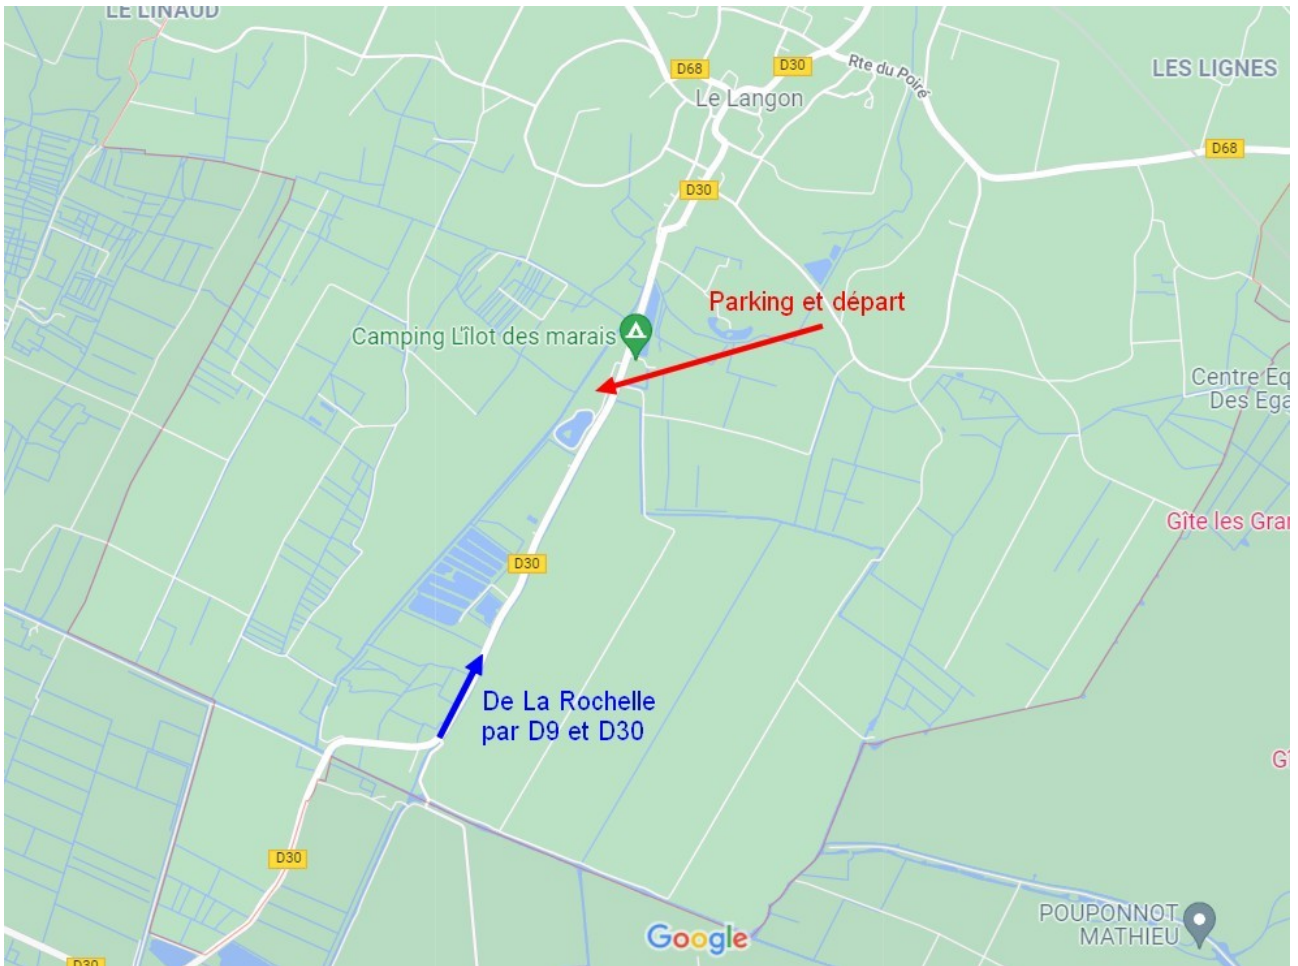 LE LINAUD
D68
D30
Rte du Poiré
LES LIGNES
Le Langon
D68
D30
Parking et départ
Camping L'îlot des marais
Centre Eq
Des Ega
Gîte les Gran
D30
De La Rochelle
par D9 et D30
Gî
D30
POUPONNOT
MATHIEU
Google
D30